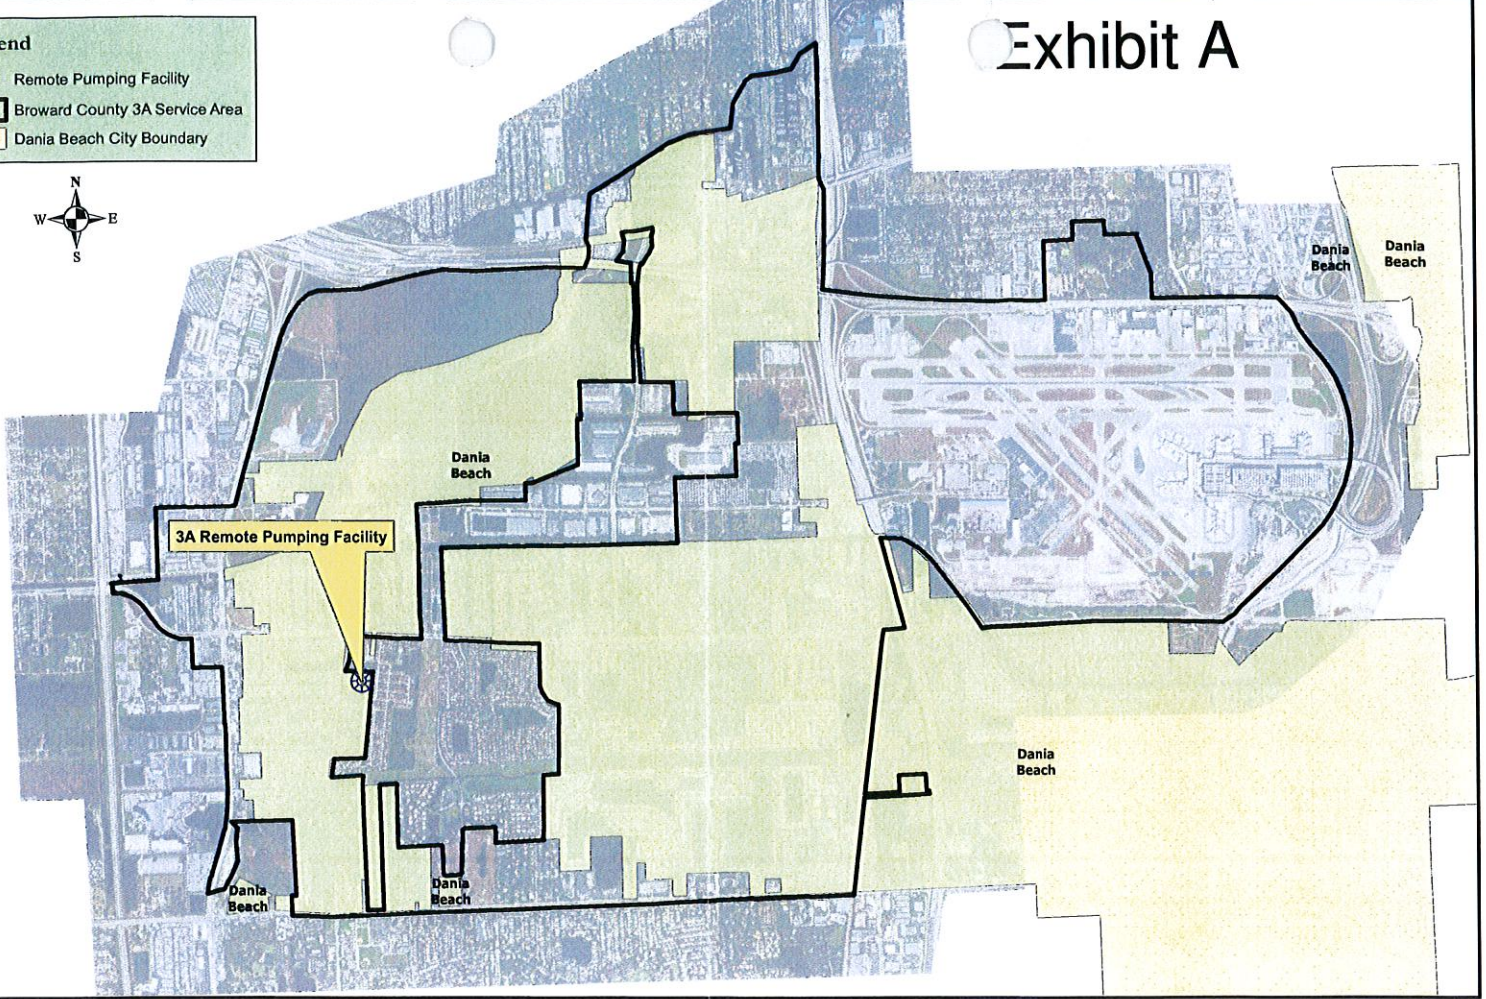 Exhibit A
end
Remote Pumping Facility
Broward County 3A Service Area
Dania Beach City Boundary
N
W
E
S
Dania
Beach
Dania
Beach
Dania
Beach
3A Remote Pumping Facility
Dania
Beach
Dania
Beach
Dania
Beach